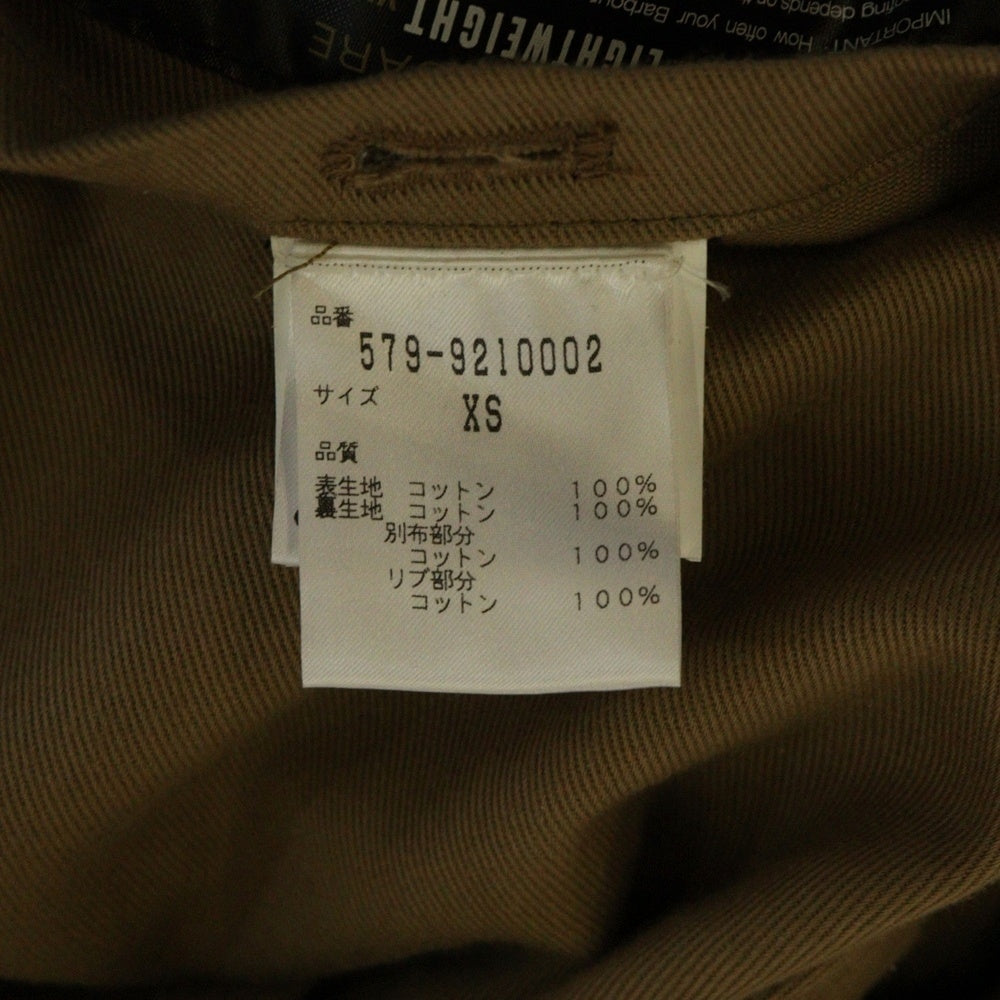 IMPORTANT: How often your Barbour
depends on
LIGHTWEIGHT
品番
579-9210002
サイズ
XS
品質
表生地 コットン 100%
裏生地 コットン 100%
別布部分
コットン 100%
リブ部分
コットン 100%